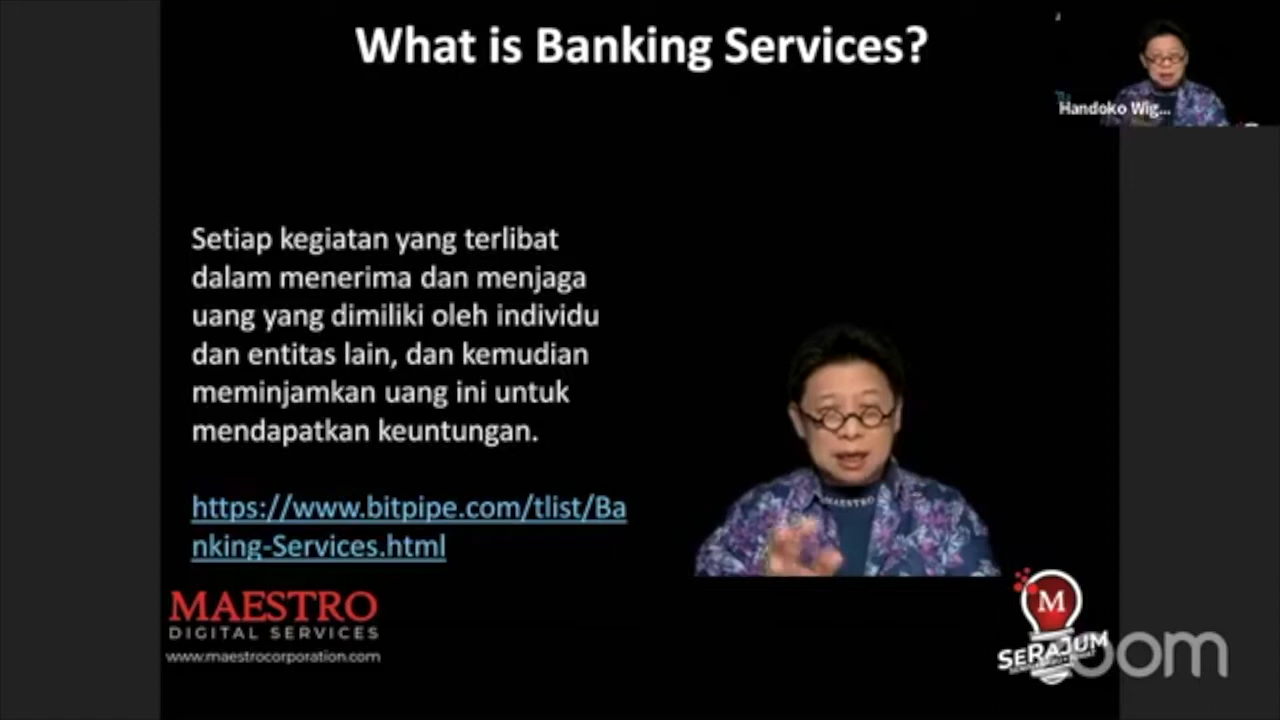 What is Banking Services?
Handoko Wig...
Setiap kegiatan yang terlibat
dalam menerima dan menjaga
uang yang dimiliki oleh individu
dan entitas lain, dan kemudian
meminjamkan uang ini untuk
mendapatkan keuntungan.
https://www.bitpipe.com/tlist/Ba
nking-Services.html
MAESTRO
MAESTRO
DIGITAL SERVICES
www.maestrocorporation.com
M
SERAJUM
oom